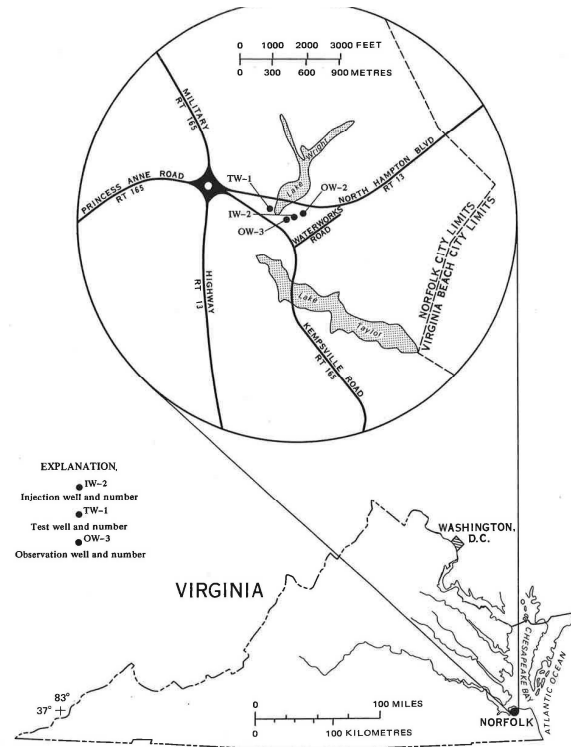 0 1000 2000 3000 FEET
0 300 600 900 METRES
MILITARY
RT 165
PRINCESS ANNE ROAD
RT 165
TW-1
IW-2
OW-3
OW-2
Lake Wright
NORTH HAMPTON BLVD
RT 13
WATERWORKS
ROAD
NORFOLK CITY LIMITS
VIRGINIA BEACH CITY LIMITS
HIGHWAY
RT 13
Lake Taylor
KEMPSVILLE ROAD
RT 165
EXPLANATION.
IW-2
Injection well and number
TW-1
Test well and number
OW-3
Observation well and number
WASHINGTON,
D.C.
VIRGINIA
CHESAPEAKE BAY
ATLANTIC OCEAN
83°
37°
NORFOLK
0 100 MILES
0 100 KILOMETRES